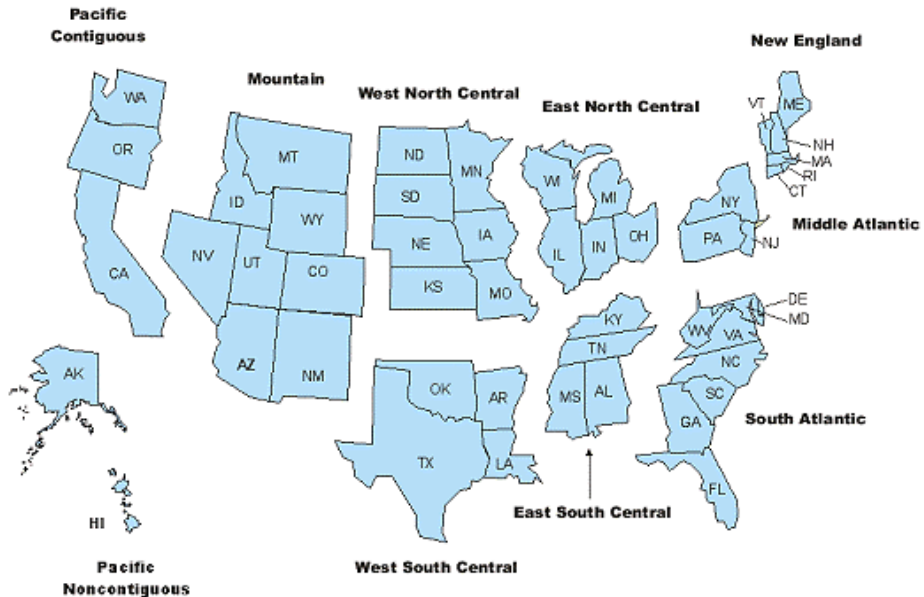 Pacific
Contiguous
New England
Mountain
West North Central
East North Central
WA
OR
CA
MT
ID
WY
NV
UT
CO
AZ
NM
ND
SD
NE
KS
MN
IA
MO
WI
MI
IL
IN
OH
VT
ME
NH
MA
RI
CT
NY
PA
NJ
Middle Atlantic
DE
MD
WV
VA
NC
SC
GA
FL
South Atlantic
KY
TN
MS
AL
East South Central
OK
AR
TX
LA
West South Central
AK
HI
Pacific
Noncontiguous